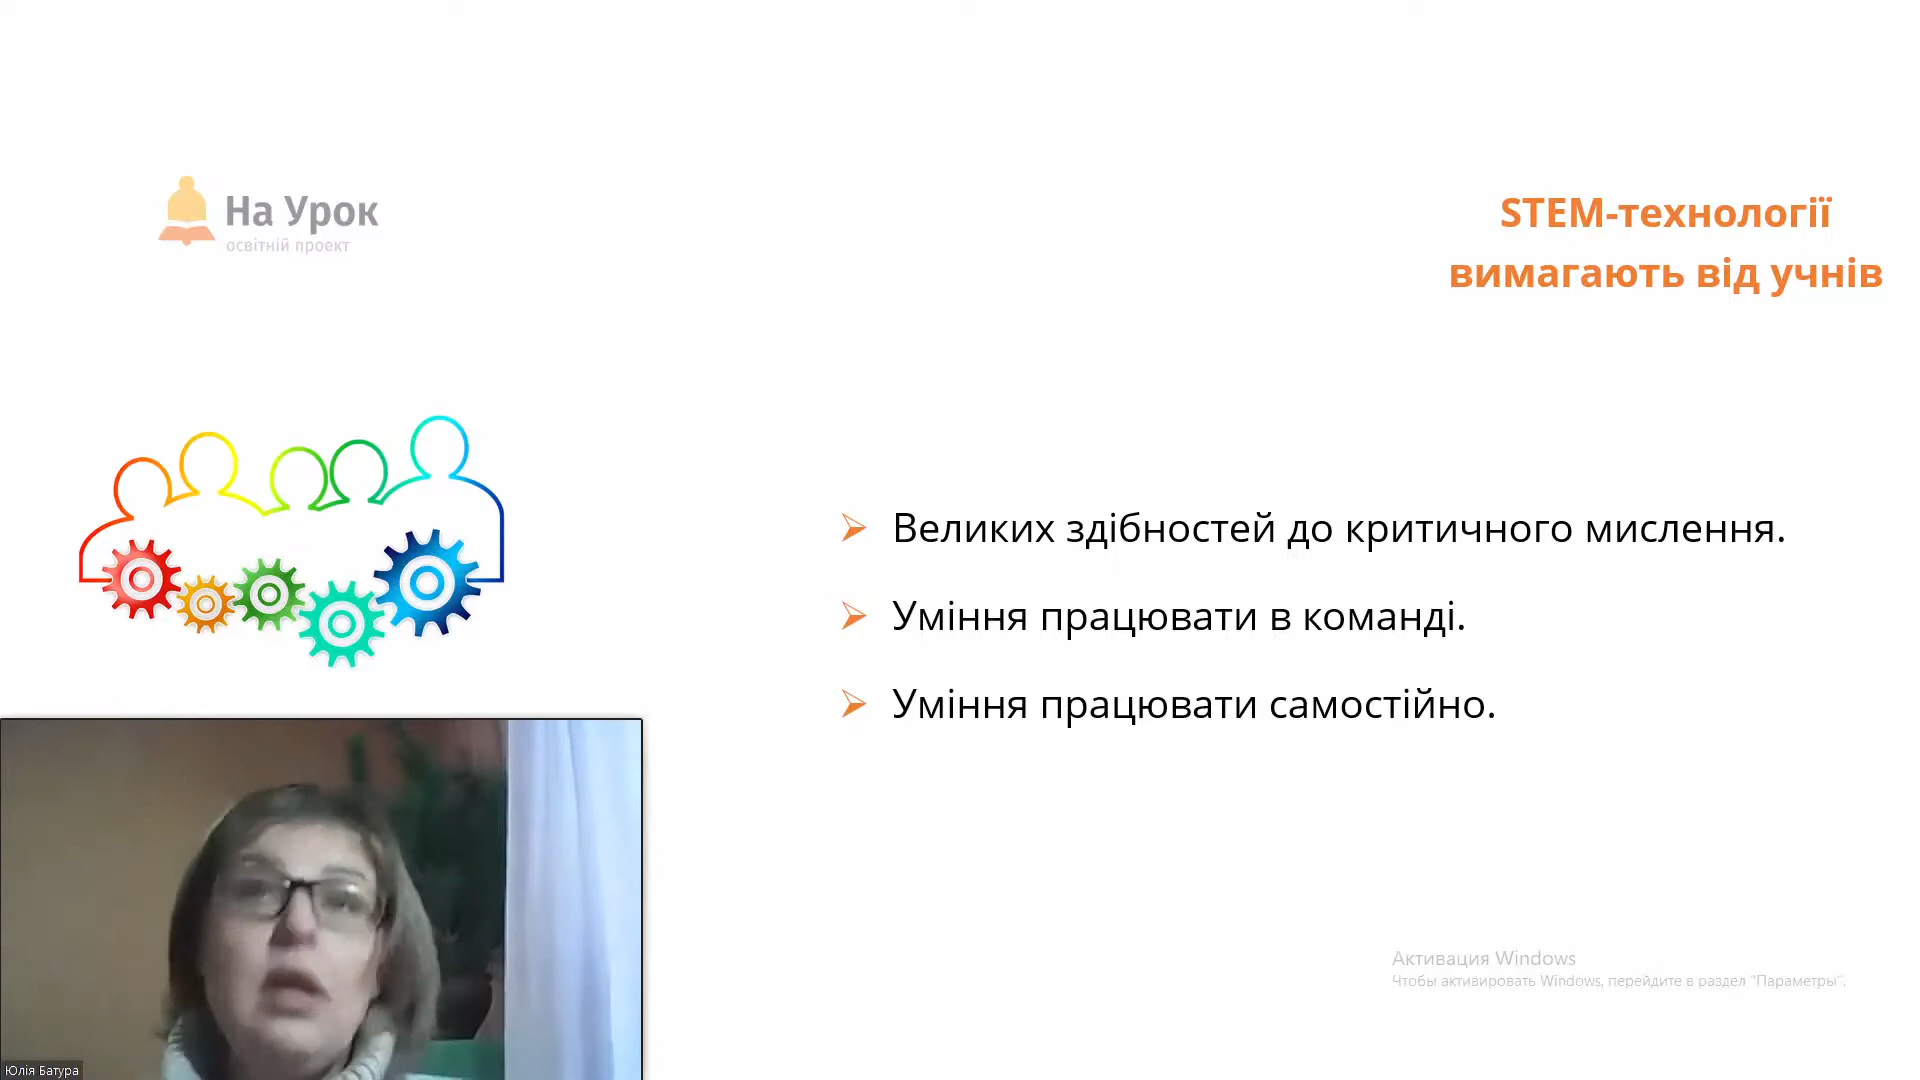 На Урок
освітній проект
STEM-технології
вимагають від учнів
Великих здібностей до критичного мислення.
Уміння працювати в команді.
Уміння працювати самостійно.
Активация Windows
Чтобы активировать Windows, перейдите в раздел "Параметры".
Юлія Батура